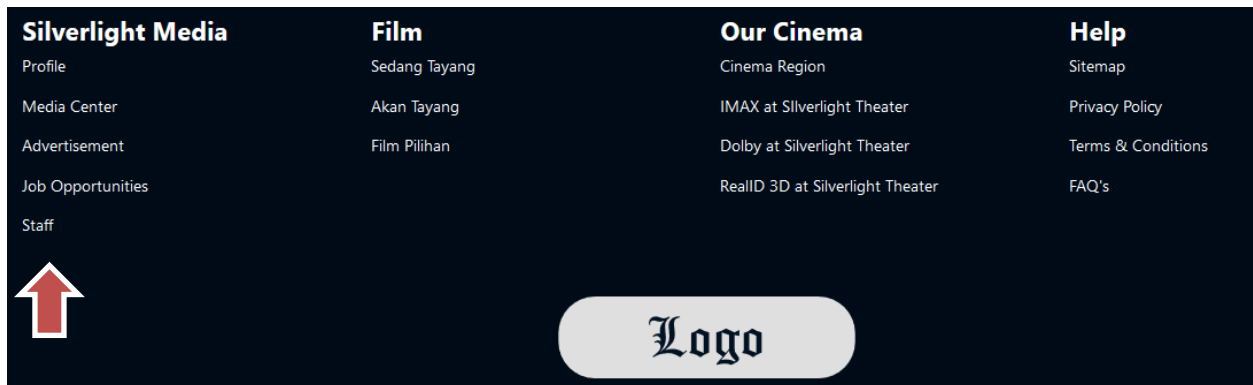 Silverlight Media
Profile
Media Center
Advertisement
Job Opportunities
Staff
Film
Sedang Tayang
Akan Tayang
Film Pilihan
Our Cinema
Cinema Region
IMAX at SIlverlight Theater
Dolby at Silverlight Theater
RealID 3D at Silverlight Theater
Help
Sitemap
Privacy Policy
Terms & Conditions
FAQ's
Logo